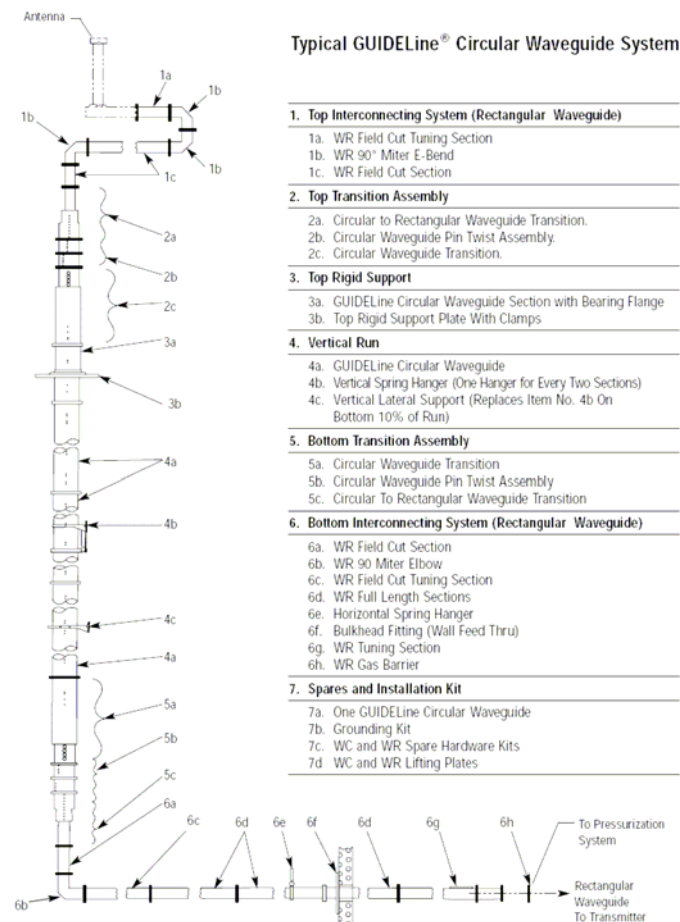 Antenna
Typical GUIDELine® Circular Waveguide System
1a
1b
1b
1b
1c
2a
2b
2c
3a
3b
4a
4b
4c
4a
5a
5b
5c
6a
6b
6c
6d
6e
6f
6d
6g
6h
To Pressurization
System
Rectangular
Waveguide
To Transmitter
1. Top Interconnecting System (Rectangular Waveguide)
1a. WR Field Cut Tuning Section
1b. WR 90° Miter E-Bend
1c. WR Field Cut Section
2. Top Transition Assembly
2a. Circular to Rectangular Waveguide Transition.
2b. Circular Waveguide Pin Twist Assembly.
2c. Circular Waveguide Transition.
3. Top Rigid Support
3a. GUIDELine Circular Waveguide Section with Bearing Flange
3b. Top Rigid Support Plate With Clamps
4. Vertical Run
4a. GUIDELine Circular Waveguide
4b. Vertical Spring Hanger (One Hanger for Every Two Sections)
4c. Vertical Lateral Support (Replaces Item No. 4b On
Bottom 10% of Run)
5. Bottom Transition Assembly
5a. Circular Waveguide Transition
5b. Circular Waveguide Pin Twist Assembly
5c. Circular To Rectangular Waveguide Transition
6. Bottom Interconnecting System (Rectangular Waveguide)
6a. WR Field Cut Section
6b. WR 90 Miter Elbow
6c. WR Field Cut Tuning Section
6d. WR Full Length Sections
6e. Horizontal Spring Hanger
6f. Bulkhead Fitting (Wall Feed Thru)
6g. WR Tuning Section
6h. WR Gas Barrier
7. Spares and Installation Kit
7a. One GUIDELine Circular Waveguide
7b. Grounding Kit
7c. WC and WR Spare Hardware Kits
7d WC and WR Lifting Plates